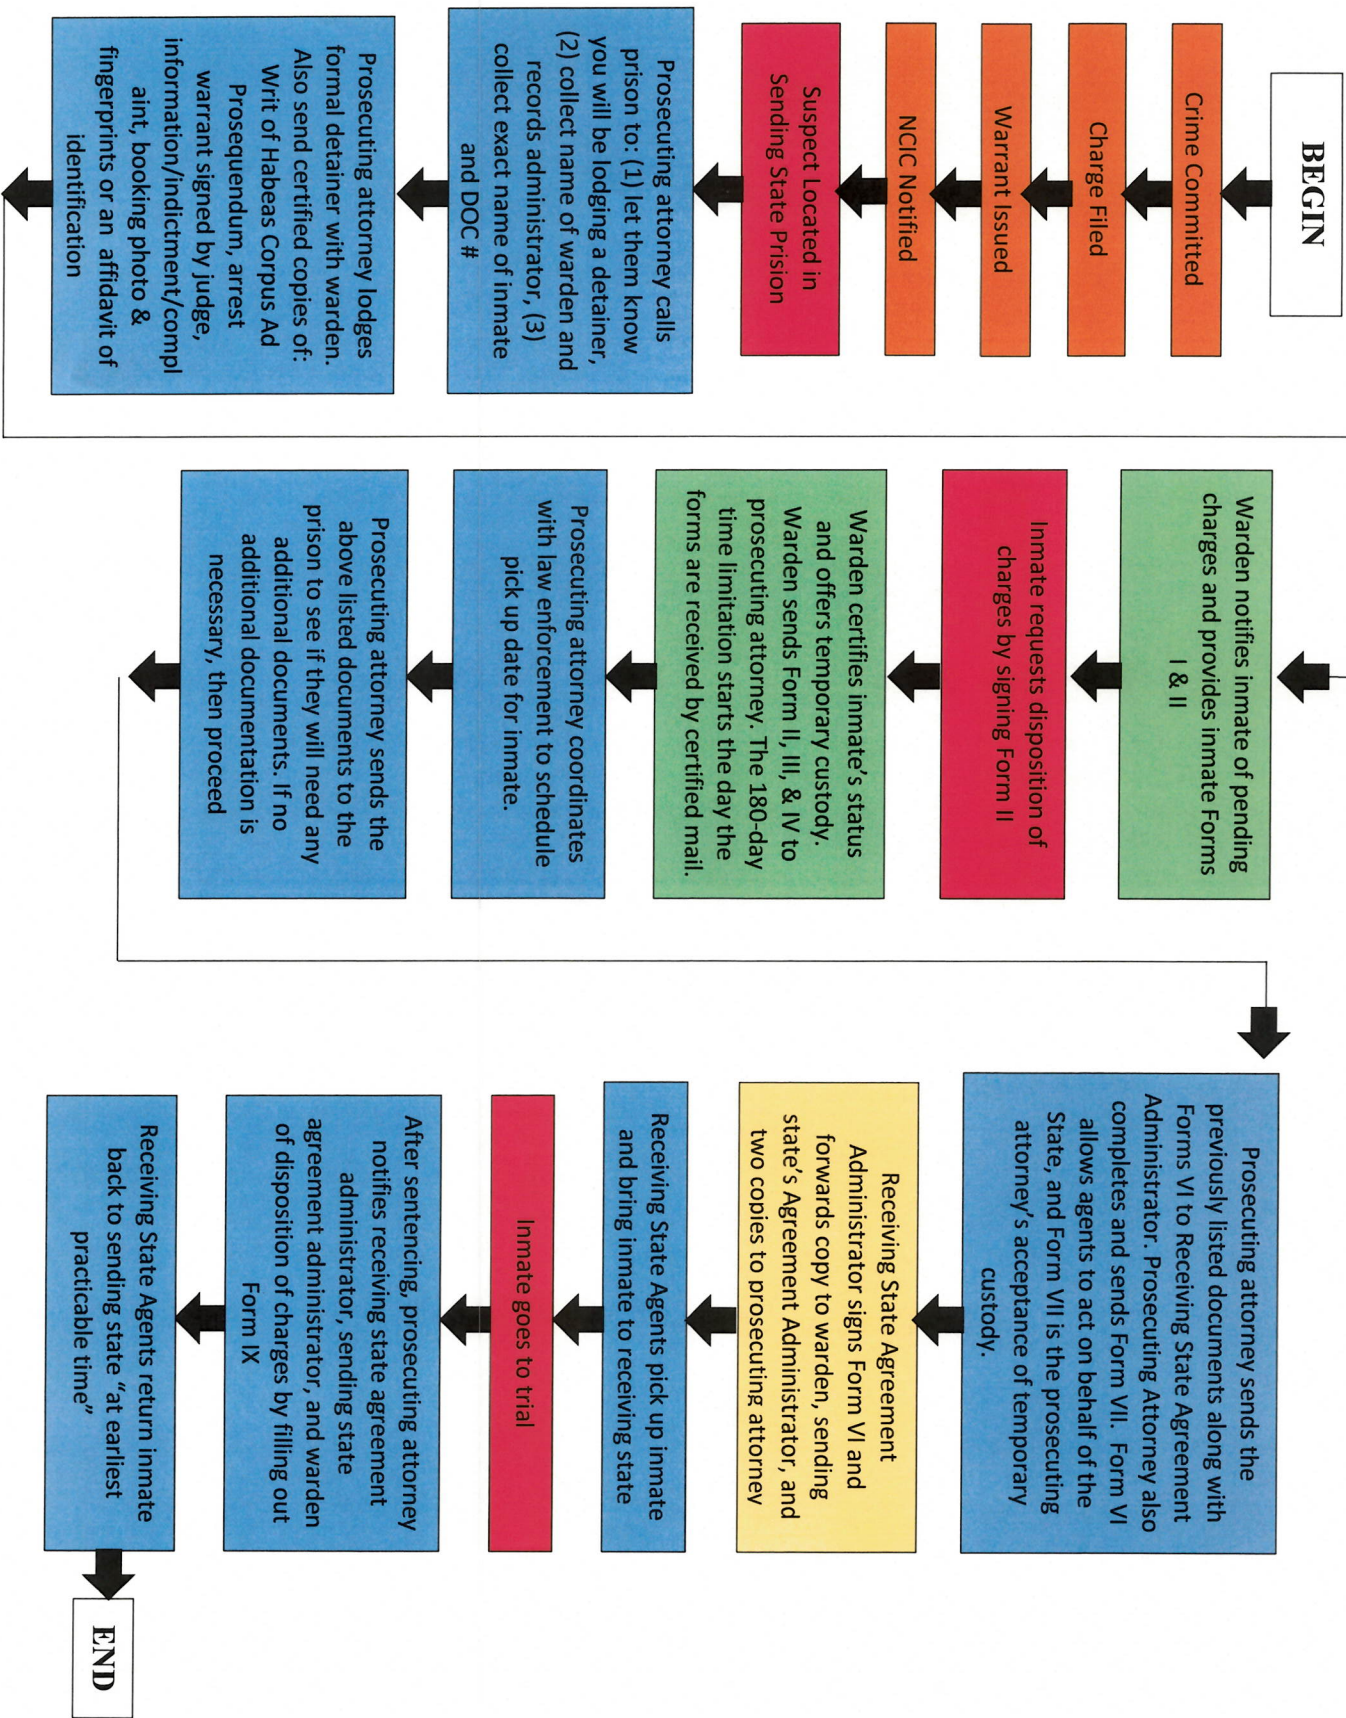 BEGIN
Crime Committed
Charge Filed
Warrant Issued
NCIC Notified
Suspect Located in
Sending State Prision
Prosecuting attorney calls
prison to: (1) let them know
you will be lodging a detainer,
(2) collect name of warden and
records administrator, (3)
collect exact name of inmate
and DOC #
Prosecuting attorney lodges
formal detainer with warden.
Also send certified copies of:
Writ of Habeas Corpus Ad
Prosequendum, arrest
warrant signed by judge,
information/indictment/compl
aint, booking photo &
fingerprints or an affidavit of
identification
Warden notifies inmate of pending
charges and provides inmate Forms
I & II
Inmate requests disposition of
charges by signing Form II
Warden certifies inmate's status
and offers temporary custody.
Warden sends Form II, III, & IV to
prosecuting attorney. The 180-day
time limitation starts the day the
forms are received by certified mail.
Prosecuting attorney coordinates
with law enforcement to schedule
pick up date for inmate.
Prosecuting attorney sends the
above listed documents to the
prison to see if they will need any
additional documents. If no
additional documentation is
necessary, then proceed
Prosecuting attorney sends the
previously listed documents along with
Forms VI to Receiving State Agreement
Administrator. Prosecuting Attorney also
completes and sends Form VII. Form VI
allows agents to act on behalf of the
State, and Form VII is the prosecuting
attorney's acceptance of temporary
custody.
Receiving State Agreement
Administrator signs Form VI and
forwards copy to warden, sending
state's Agreement Administrator, and
two copies to prosecuting attorney
Receiving State Agents pick up inmate
and bring inmate to receiving state
Inmate goes to trial
After sentencing, prosecuting attorney
notifies receiving state agreement
administrator, sending state
agreement administrator, and warden
of disposition of charges by filling out
Form IX
Receiving State Agents return inmate
back to sending state "at earliest
practicable time"
END